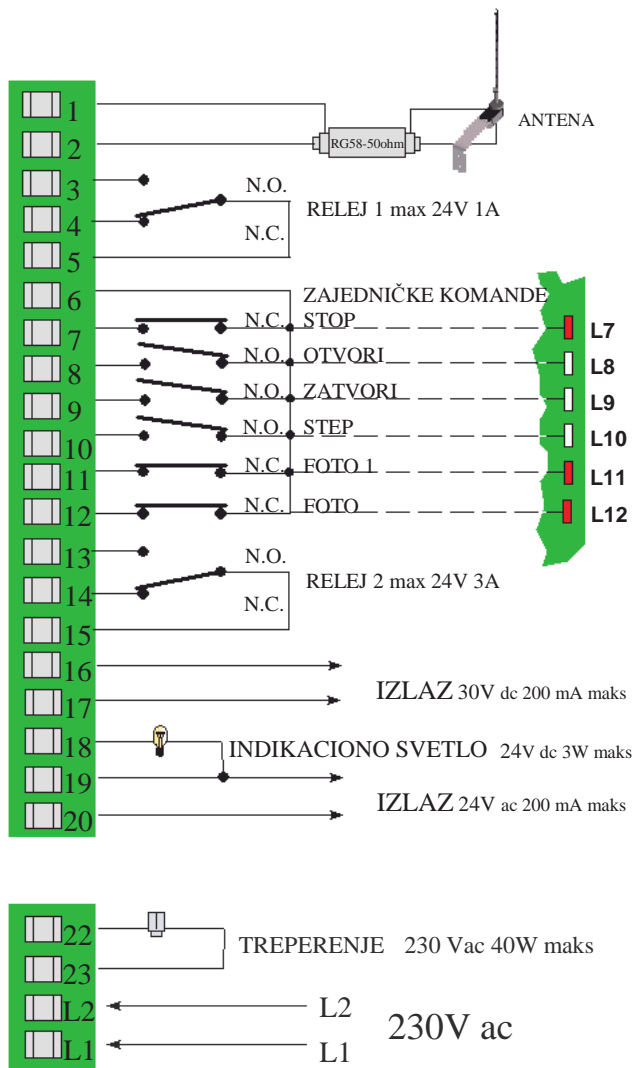 1
ANTENA
2
RG58-50ohm
3
N.O.
4
RELEJ 1 max 24V 1A
N.C.
5
6
ZAJEDNIČKE KOMANDE
7
N.C.
STOP
L7
8
N.O.
OTVORI
L8
9
N.O.
ZATVORI
L9
10
N.O.
STEP
L10
11
N.C.
FOTO 1
L11
12
N.C.
FOTO
L12
13
N.O.
14
RELEJ 2 max 24V 3A
N.C.
15
16
IZLAZ 30V dc 200 mA maks
17
18
INDIKACIONO SVETLO 24V dc 3W maks
19
IZLAZ 24V ac 200 mA maks
20
22
TREPERENJE 230 Vac 40W maks
23
L2
L2
230V ac
L1
L1